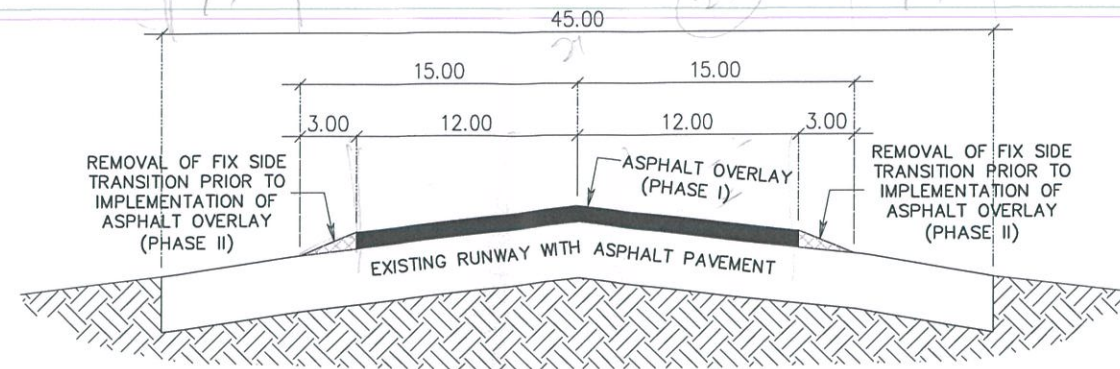 45.00
15.00 15.00
3.00 12.00 12.00 3.00
REMOVAL OF FIX SIDE
TRANSITION PRIOR TO
IMPLEMENTATION OF
ASPHALT OVERLAY
(PHASE II)
ASPHALT OVERLAY
(PHASE I)
REMOVAL OF FIX SIDE
TRANSITION PRIOR TO
IMPLEMENTATION OF
ASPHALT OVERLAY
(PHASE II)
EXISTING RUNWAY WITH ASPHALT PAVEMENT